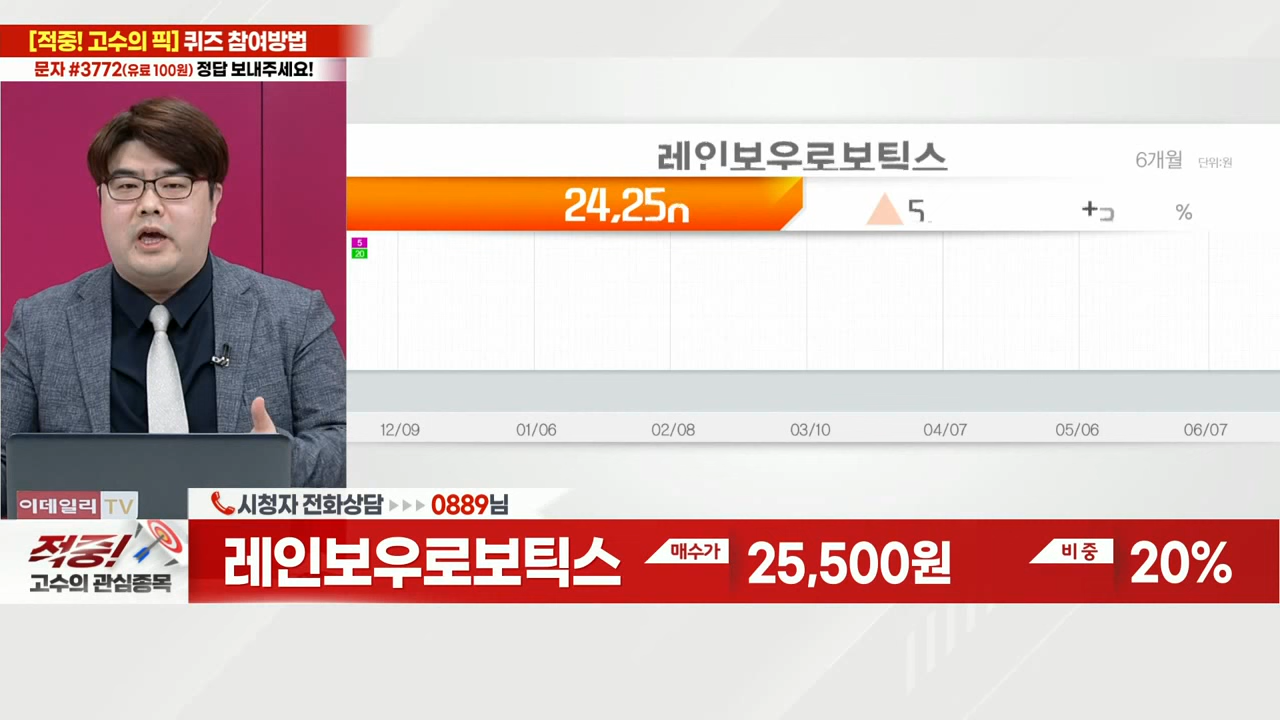 [적중! 고수의 픽] 퀴즈 참여방법
문자 #3772(유료 100원) 정답 보내주세요!
레인보우로보틱스
6개월 단위:원
24,25
5
+ %
5
20
12/09 01/06 02/08 03/10 04/07 05/06 06/07
이데일리TV
시청자 전화상담 0889님
적중!
고수의 관심종목
레인보우로보틱스 매수가 25,500원 비중 20%